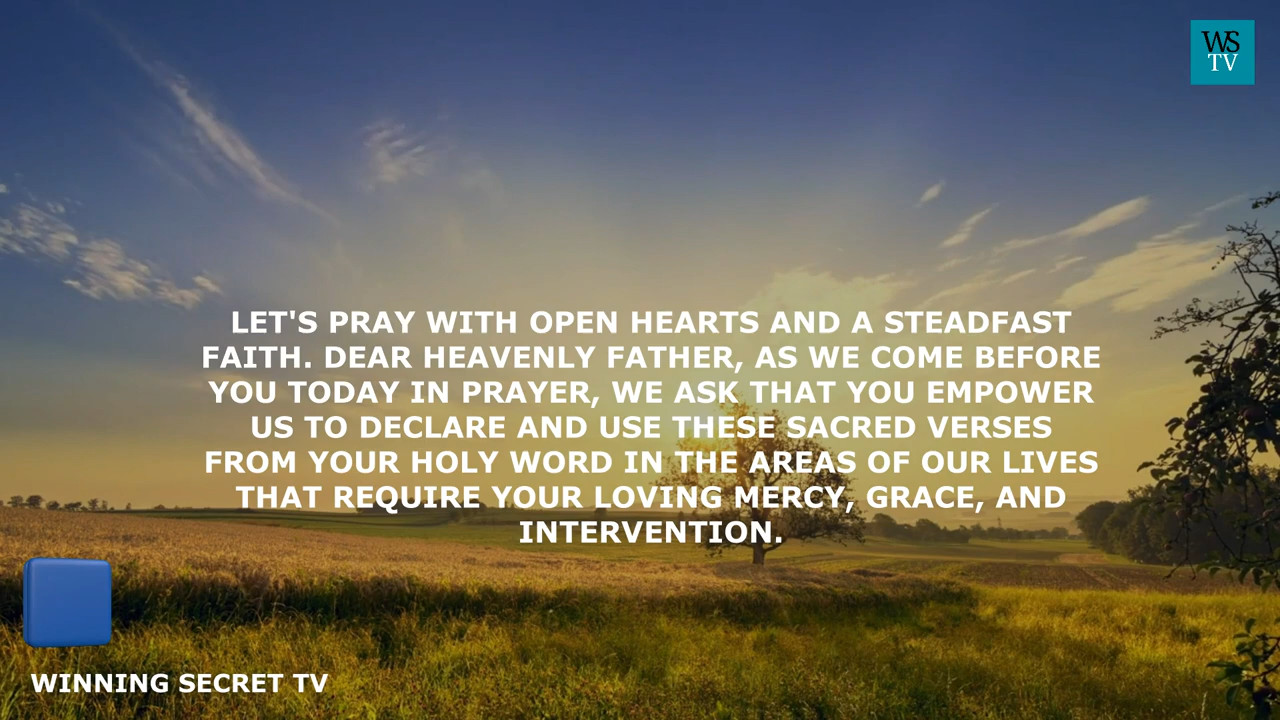 WS
TV
LET'S PRAY WITH OPEN HEARTS AND A STEADFAST
FAITH. DEAR HEAVENLY FATHER, AS WE COME BEFORE
YOU TODAY IN PRAYER, WE ASK THAT YOU EMPOWER
US TO DECLARE AND USE THESE SACRED VERSES
FROM YOUR HOLY WORD IN THE AREAS OF OUR LIVES
THAT REQUIRE YOUR LOVING MERCY, GRACE, AND
INTERVENTION.
WINNING SECRET TV